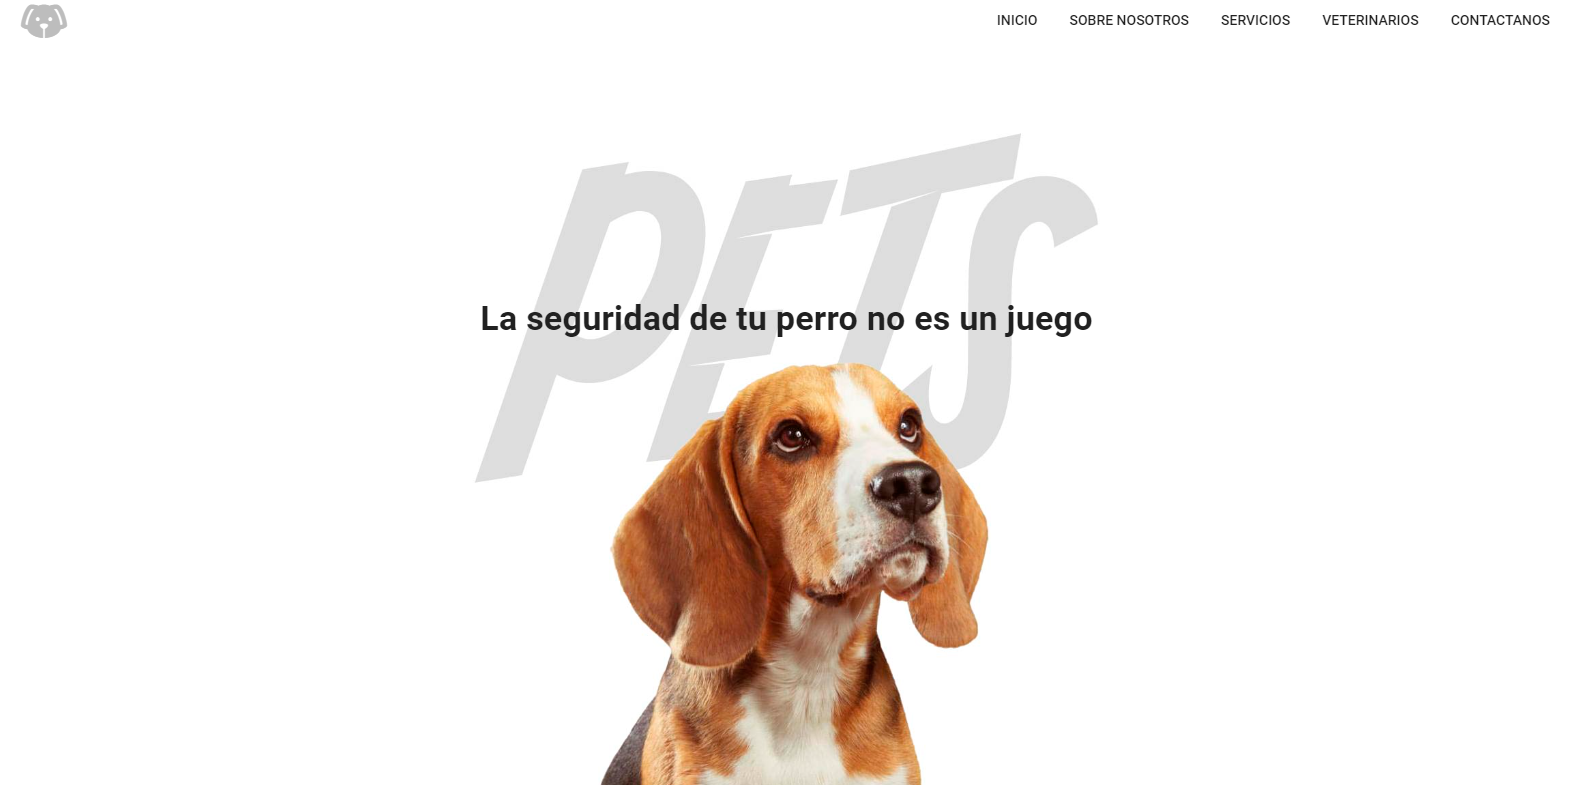 INICIO SOBRE NOSOTROS SERVICIOS VETERINARIOS CONTACTANOS
PETS
La seguridad de tu perro no es un juego